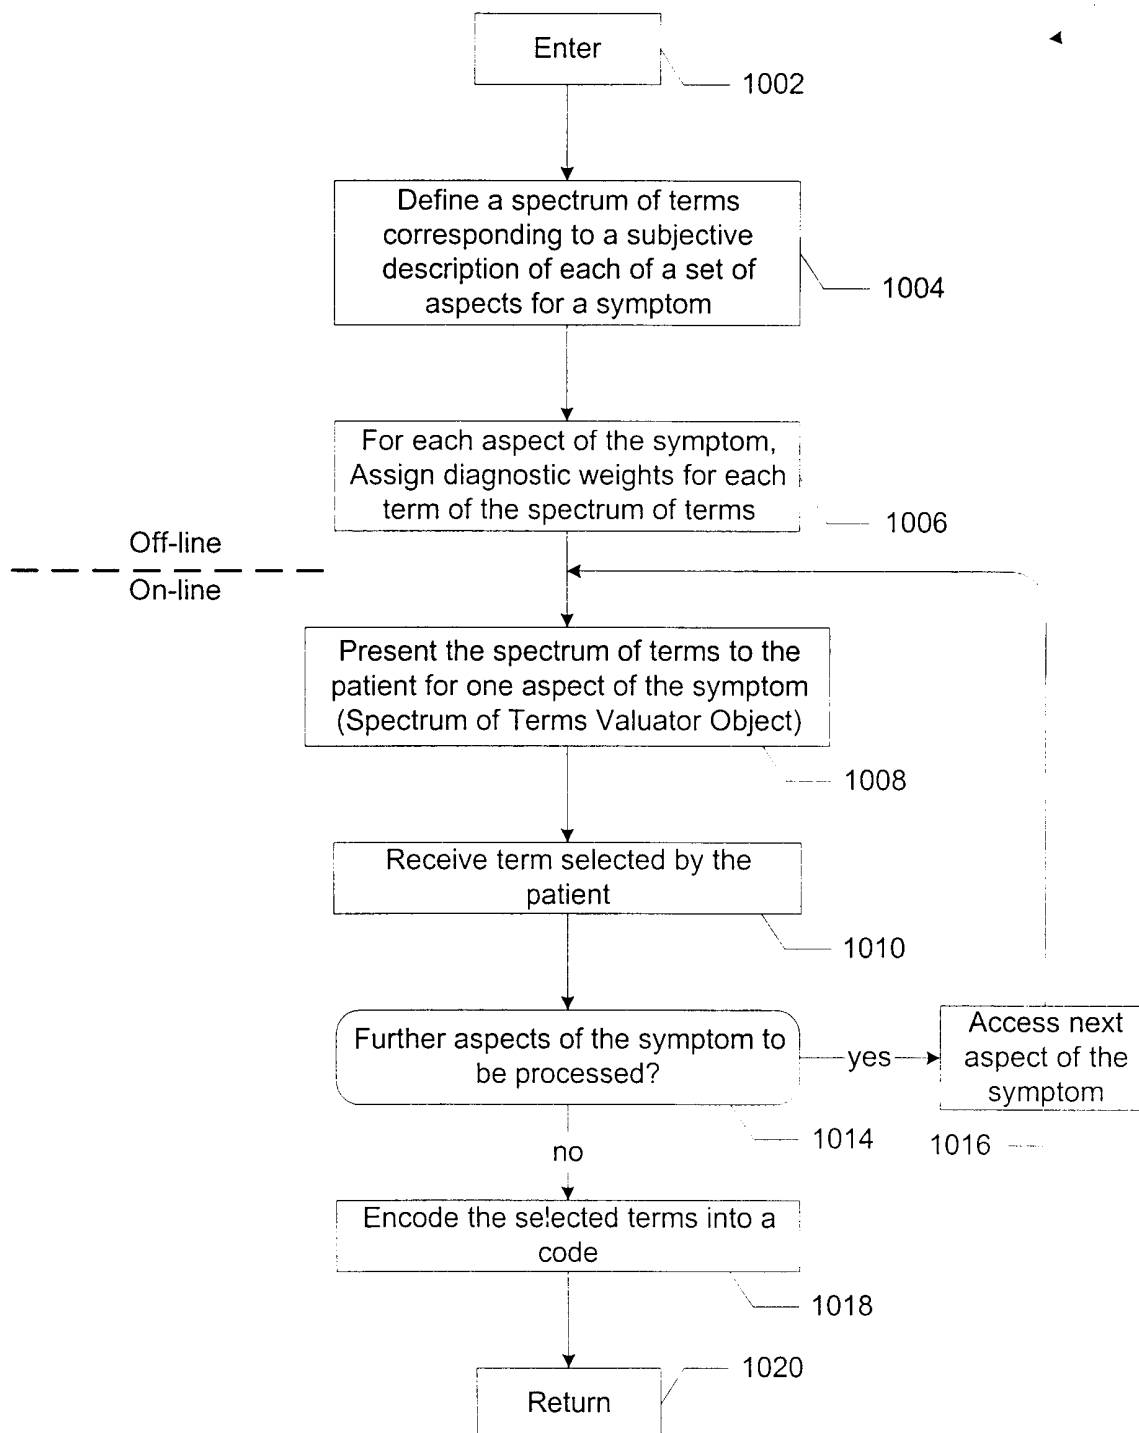 Enter
1002
Define a spectrum of terms
corresponding to a subjective
description of each of a set of
aspects for a symptom
1004
For each aspect of the symptom,
Assign diagnostic weights for each
term of the spectrum of terms
1006
Off-line
On-line
Present the spectrum of terms to the
patient for one aspect of the symptom
(Spectrum of Terms Valuator Object)
1008
Receive term selected by the
patient
1010
Further aspects of the symptom to
be processed?
yes
Access next
aspect of the
symptom
1014
1016
no
Encode the selected terms into a
code
1018
1020
Return